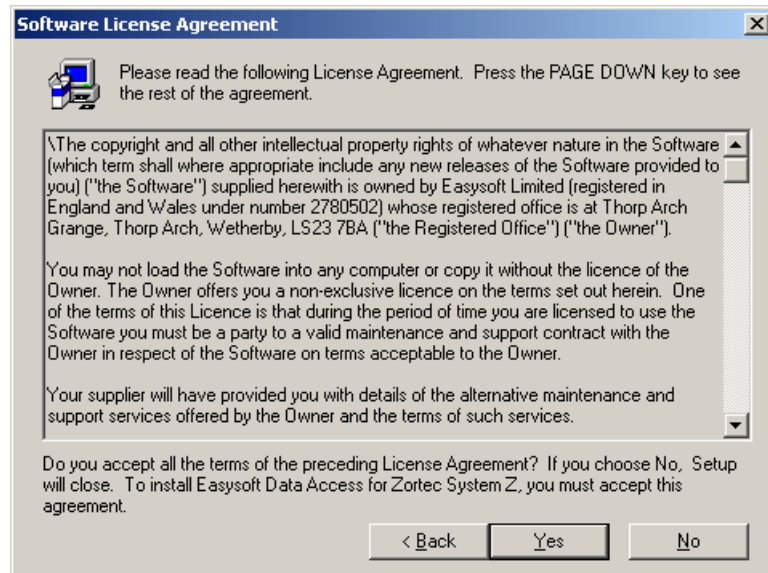 Software License Agreement
Please read the following License Agreement. Press the PAGE DOWN key to see
the rest of the agreement.
\The copyright and all other intellectual property rights of whatever nature in the Software
(which term shall where appropriate include any new releases of the Software provided to
you) ("the Software") supplied herewith is owned by Easysoft Limited (registered in
England and Wales under number 2780502) whose registered office is at Thorp Arch
Grange, Thorp Arch, Wetherby, LS23 7BA ("the Registered Office") ("the Owner").
You may not load the Software into any computer or copy it without the licence of the
Owner. The Owner offers you a non-exclusive licence on the terms set out herein. One
of the terms of this Licence is that during the period of time you are licensed to use the
Software you must be a party to a valid maintenance and support contract with the
Owner in respect of the Software on terms acceptable to the Owner.
Your supplier will have provided you with details of the alternative maintenance and
support services offered by the Owner and the terms of such services.
Do you accept all the terms of the preceding License Agreement? If you choose No, Setup
will close. To install Easysoft Data Access for Zortec System Z, you must accept this
agreement.
< Back Yes No